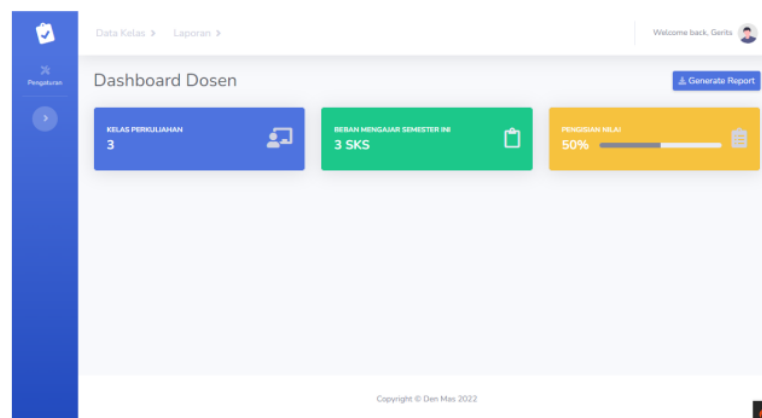 Data Kelas
Laporan
Welcome back, Gerits
Pengaturan
Dashboard Dosen
Generate Report
KELAS PERKULIAHAN
3
BEBAN MENGAJAR SEMESTER INI
3 SKS
PENGISIAN NILAI
50%
Copyright © Den Mas 2022